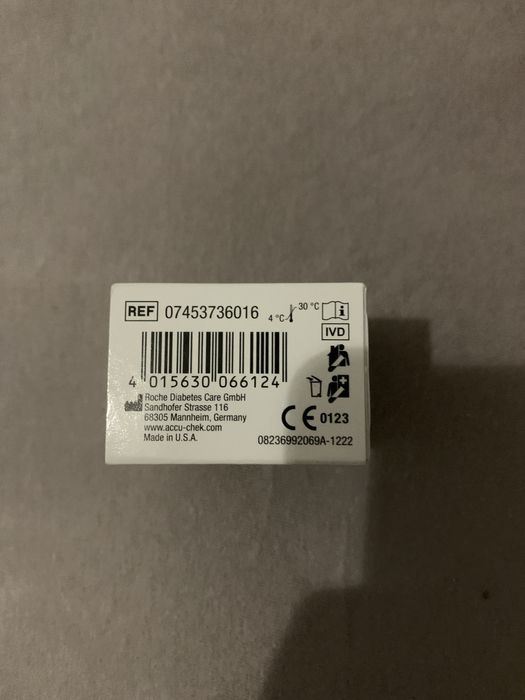 REF 07453736016 4 °C 30 °C
IVD
4 015630 066124
Roche Diabetes Care GmbH
Sandhofer Strasse 116
68305 Mannheim, Germany
www.accu-chek.com
Made in U.S.A.
CE 0123
08236992069A-1222